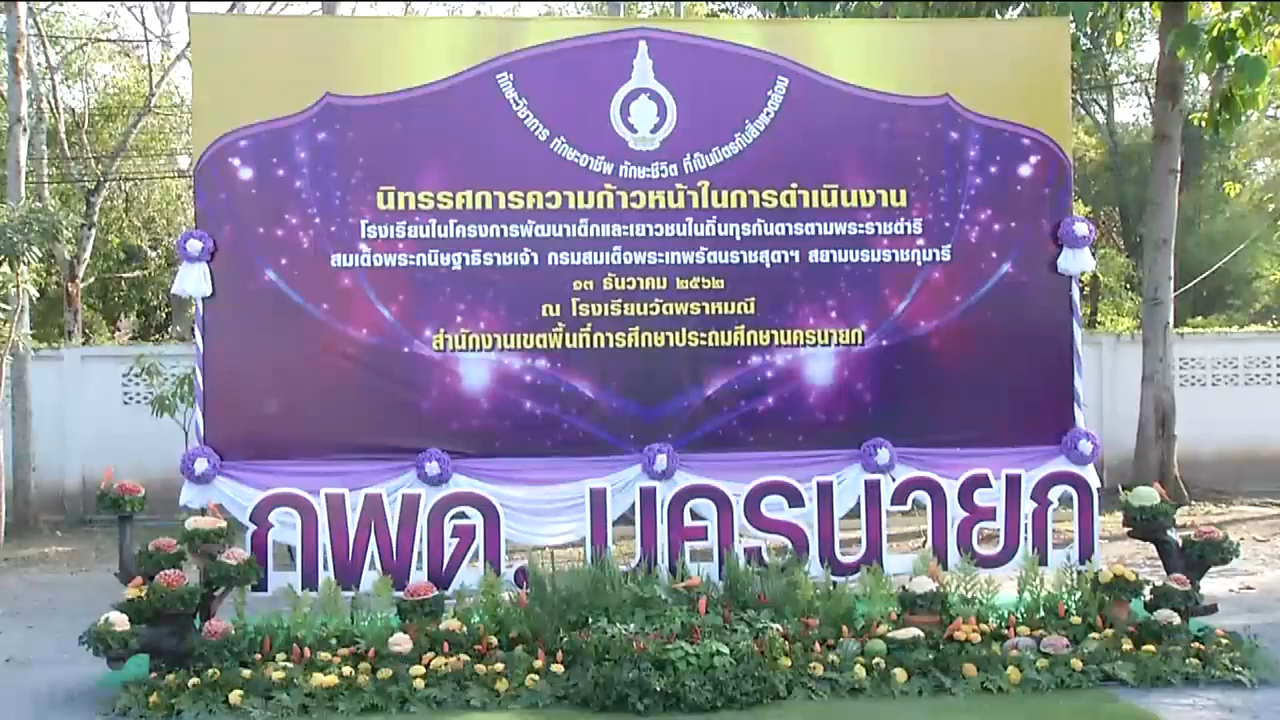 ทักษะวิชาการ ทักษะอาชีพ ทักษะชีวิต ที่เป็นมิตรกับสิ่งแวดล้อม
นิทรรศการความก้าวหน้าในการดำเนินงาน
โรงเรียนในโครงการพัฒนาเด็กและเยาวชนในถิ่นทุรกันดารตามพระราชดำริ
สมเด็จพระกนิษฐาธิราชเจ้า กรมสมเด็จพระเทพรัตนราชสุดาฯ สยามบรมราชกุมารี
๑๓ ธันวาคม ๒๕๖๒
ณ โรงเรียนวัดพราหมณี
สำนักงานเขตพื้นที่การศึกษาประถมศึกษานครนายก
กพด. นครนายก